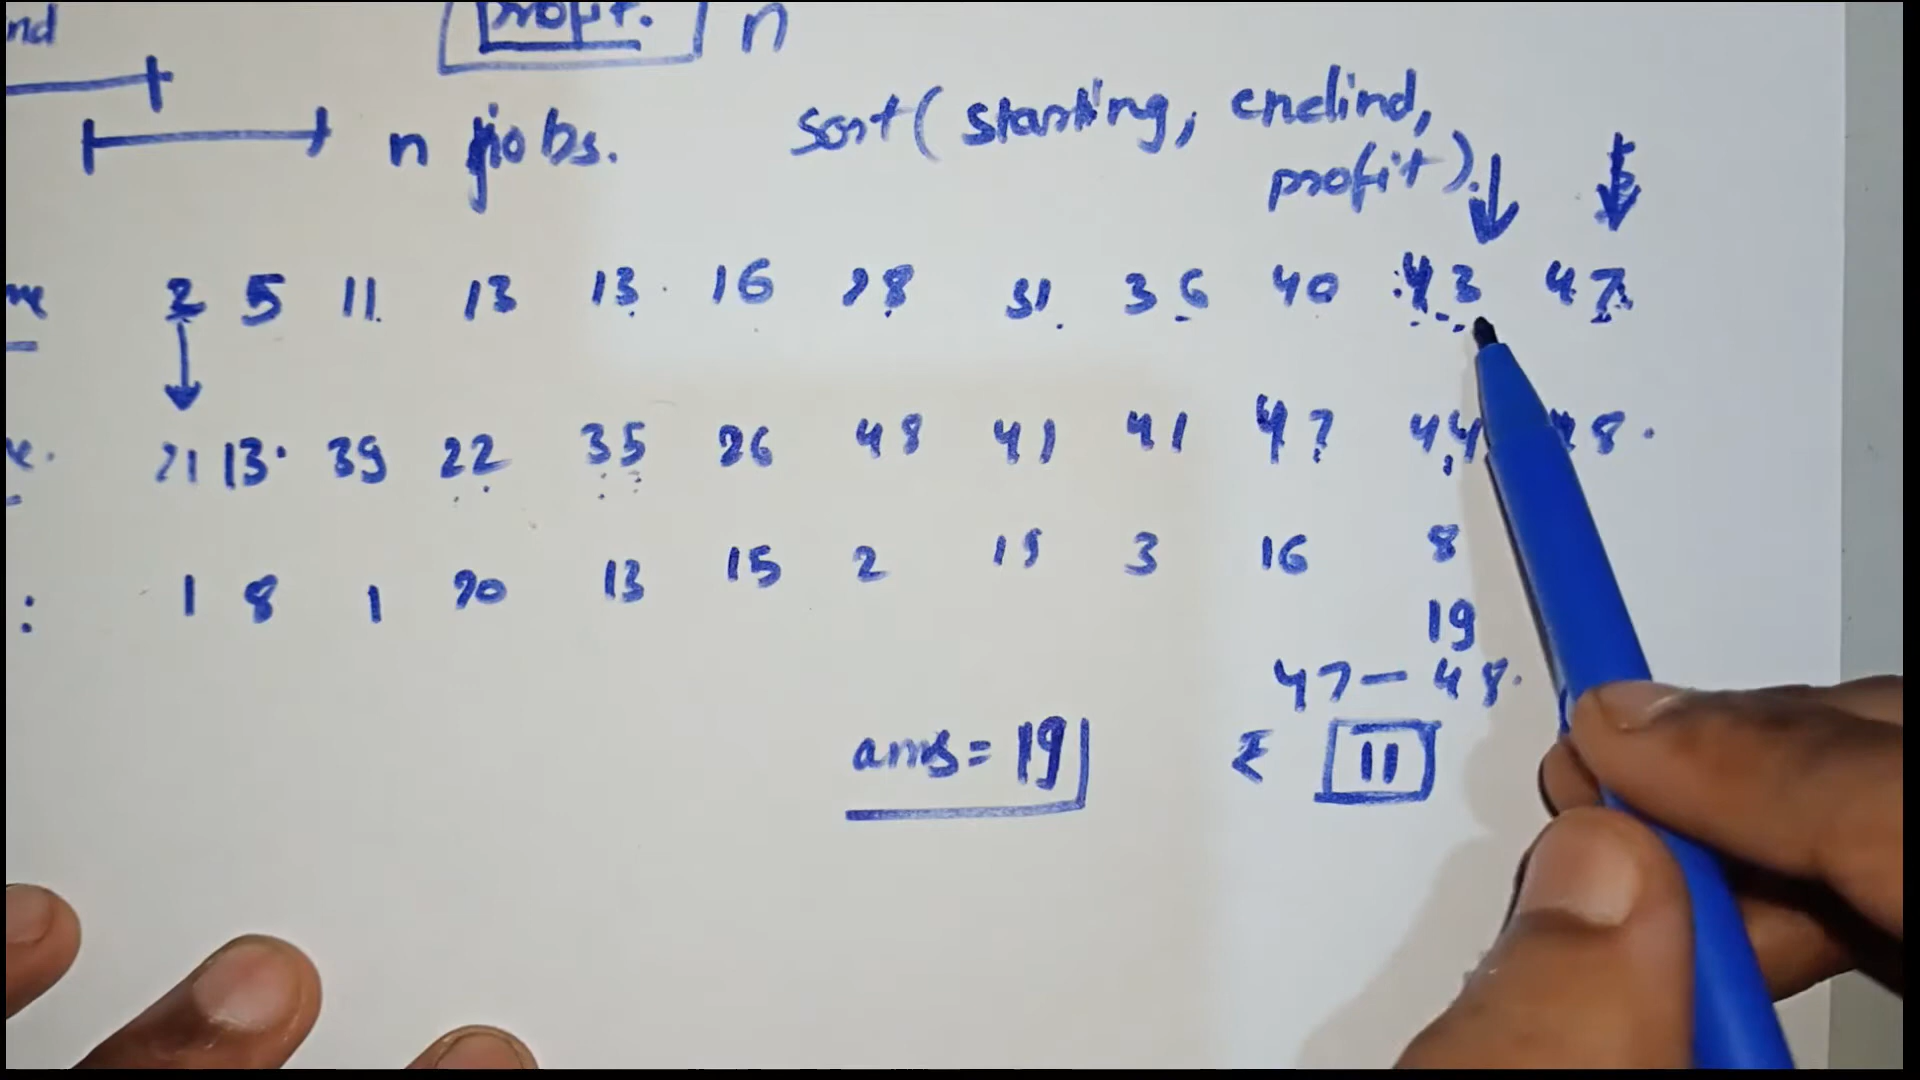 nd
profit. n
n jobs. sort( starting, endind,
profit).
me 2 5 11 13 13 16 28 31 36 40 43 47
e. 21 13 39 22 35 26 48 41 41 47 44 48
: 1 8 1 20 13 15 2 19 3 16 8
19
47-48.
ans= 19 11